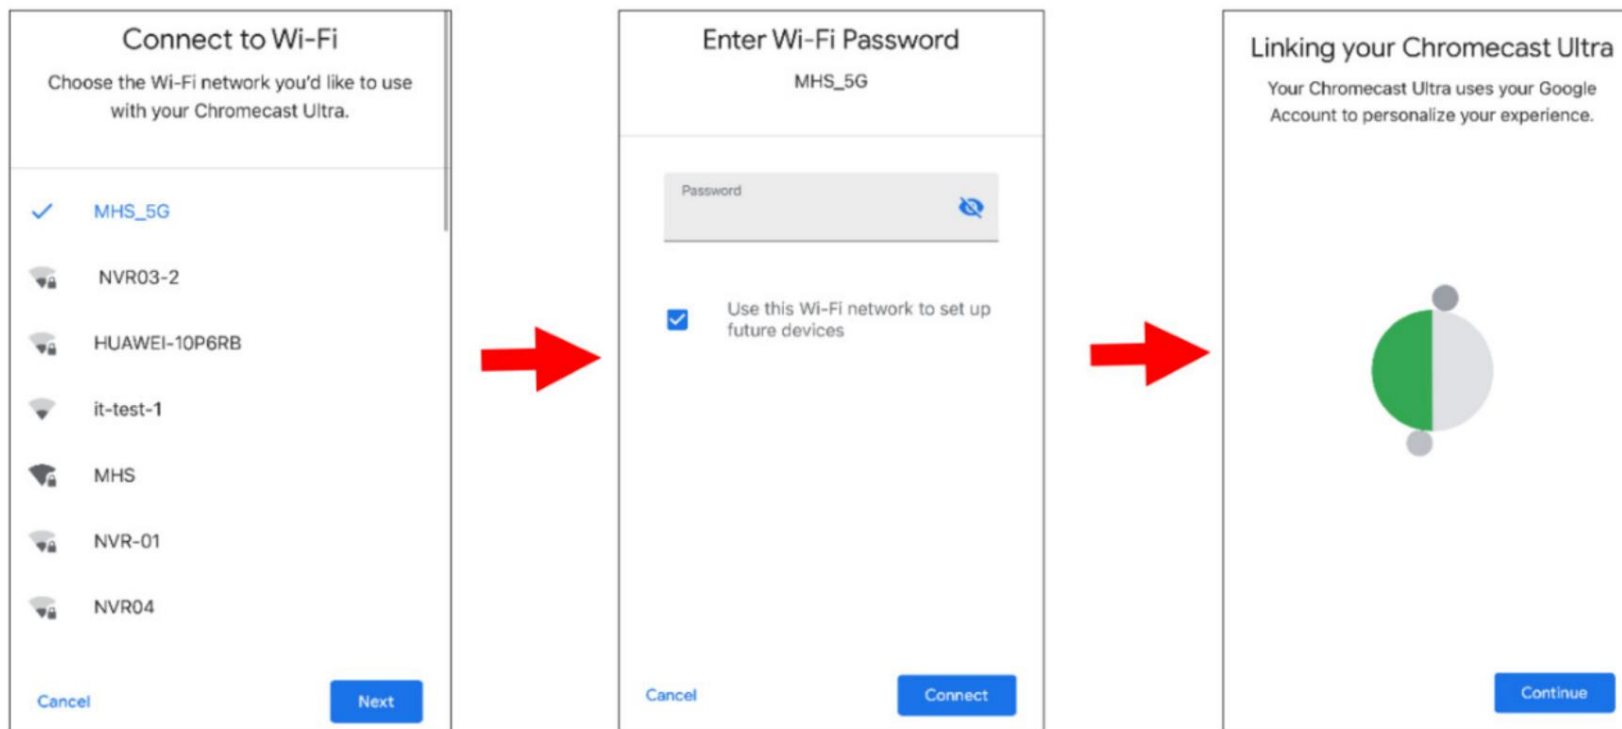 Connect to Wi-Fi
Choose the Wi-Fi network you'd like to use
with your Chromecast Ultra.
MHS_5G
NVR03-2
HUAWEI-10P6RB
it-test-1
MHS
NVR-01
NVR04
Cancel
Next
Enter Wi-Fi Password
MHS_5G
Password
Use this Wi-Fi network to set up
future devices
Cancel
Connect
Linking your Chromecast Ultra
Your Chromecast Ultra uses your Google
Account to personalize your experience.
Continue